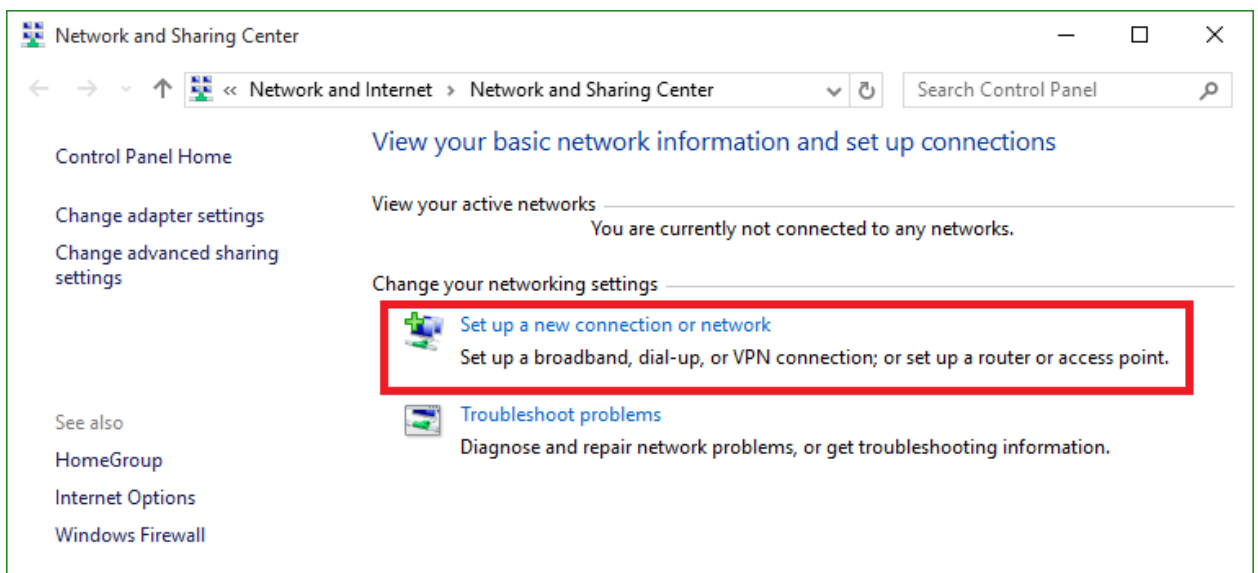 Network and Sharing Center
« Network and Internet › Network and Sharing Center
Search Control Panel
Control Panel Home
Change adapter settings
Change advanced sharing
settings
See also
HomeGroup
Internet Options
Windows Firewall
View your basic network information and set up connections
View your active networks
You are currently not connected to any networks.
Change your networking settings
Set up a new connection or network
Set up a broadband, dial-up, or VPN connection; or set up a router or access point.
Troubleshoot problems
Diagnose and repair network problems, or get troubleshooting information.